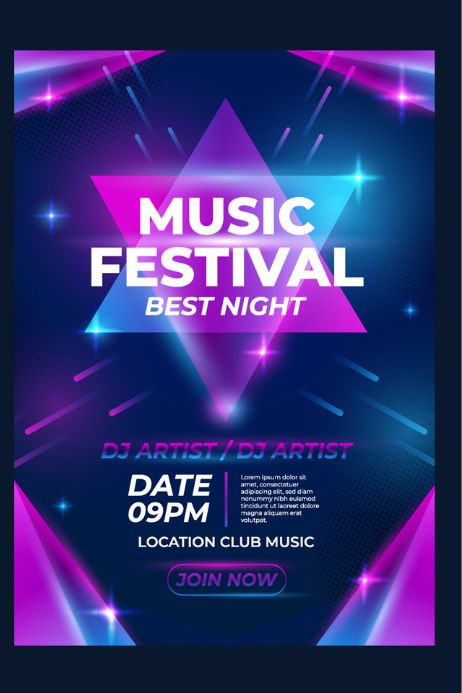 MUSIC
FESTIVAL
BEST NIGHT
DJ ARTIST / DJ ARTIST
DATE
09PM
Lorem ipsum dolor sit
amet, consectetuer
adipiscing elit, sed diam
nonummy nibh euismod
tincidunt ut laoreet dolore
magna aliquam erat
volutpat.
LOCATION CLUB MUSIC
JOIN NOW